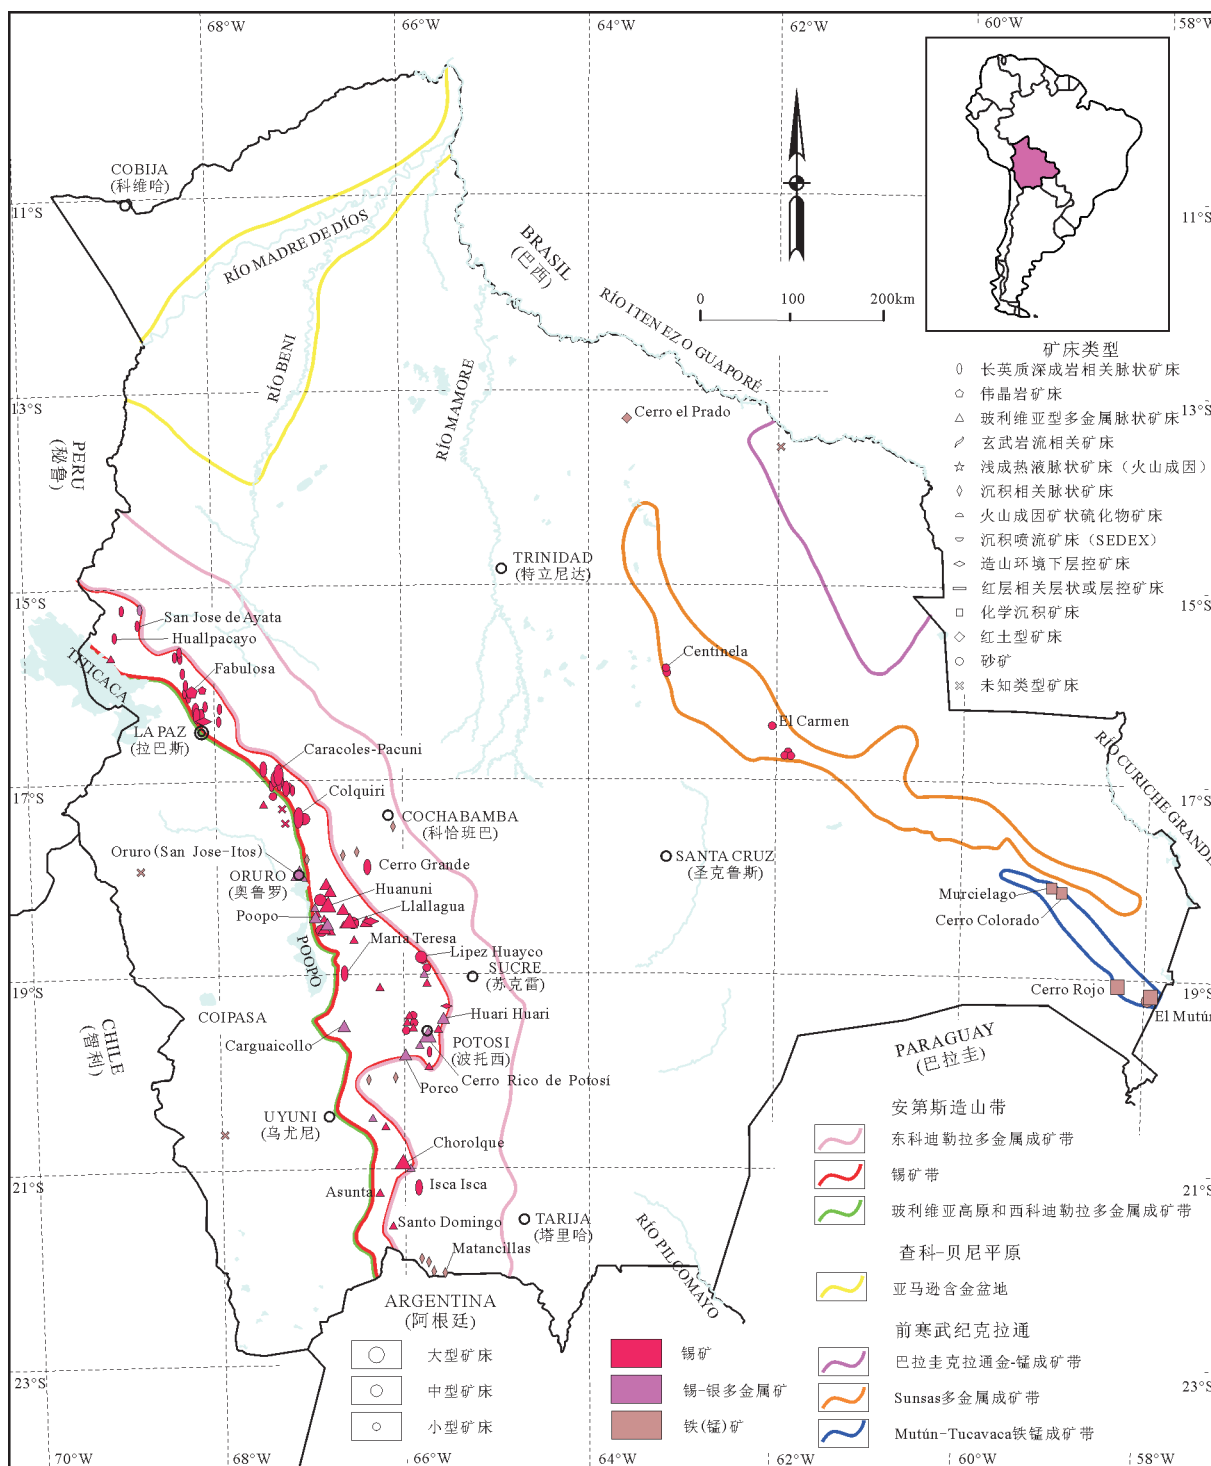 68°W
66°W
64°W
62°W
60°W
58°W
COBIJA
(科维哈)
11°S
11°S
RÍO MADRE DE DÍOS
BRASIL
(巴西)
0
100
200km
RÍO ITENEZ O GUAPORÉ
RÍO BENI
RÍO MAMORE
矿床类型
长英质深成岩相关脉状矿床
伟晶岩矿床
玻利维亚型多金属脉状矿床
玄武岩流相关矿床
浅成热液脉状矿床（火山成因）
沉积相关脉状矿床
火山成因矿状硫化物矿床
沉积喷流矿床（SEDEX）
造山环境下层控矿床
红层相关层状或层控矿床
化学沉积矿床
红土型矿床
砂矿
未知类型矿床
13°S
13°S
Cerro el Prado
PERU
(秘鲁)
TRINIDAD
(特立尼达)
15°S
15°S
San Jose de Ayata
Huallpacayo
TITICACA
Fabulosa
Centinela
LA PAZ
(拉巴斯)
El Carmen
Caracoles-Pacuni
RÍO CURICHE GRANDE
17°S
17°S
Colquiri
COCHABAMBA
(科恰班巴)
Oruro (San Jose-Itos)
Cerro Grande
SANTA CRUZ
(圣克鲁斯)
ORURO
(奥鲁罗)
Huanuni
Murcielago
Llallagua
Poopo
Cerro Colorado
Maria Teresa
POOPO
Lipez Huayco
SUCRE
(苏克雷)
19°S
19°S
Cerro Rojo
El Mutún
COIPASA
Huari Huari
CHILE
(智利)
Carguaicollo
POTOSI
(波托西)
PARAGUAY
(巴拉圭)
Porco
Cerro Rico de Potosí
UYUNI
(乌尤尼)
Chorolque
21°S
21°S
Asunta
Isca Isca
Santo Domingo
TARIJA
(塔里哈)
Matancillas
RÍO PILCOMAYO
安第斯造山带
东科迪勒拉多金属成矿带
锡矿带
玻利维亚高原和西科迪勒拉多金属成矿带
查科-贝尼平原
亚马逊含金盆地
前寒武纪克拉通
巴拉圭克拉通金-锰成矿带
Sunsas多金属成矿带
Mutún-Tucavaca铁锰成矿带
ARGENTINA
(阿根廷)
大型矿床
中型矿床
小型矿床
锡矿
锡-银多金属矿
铁(锰)矿
23°S
23°S
70°W
68°W
66°W
64°W
62°W
60°W
58°W